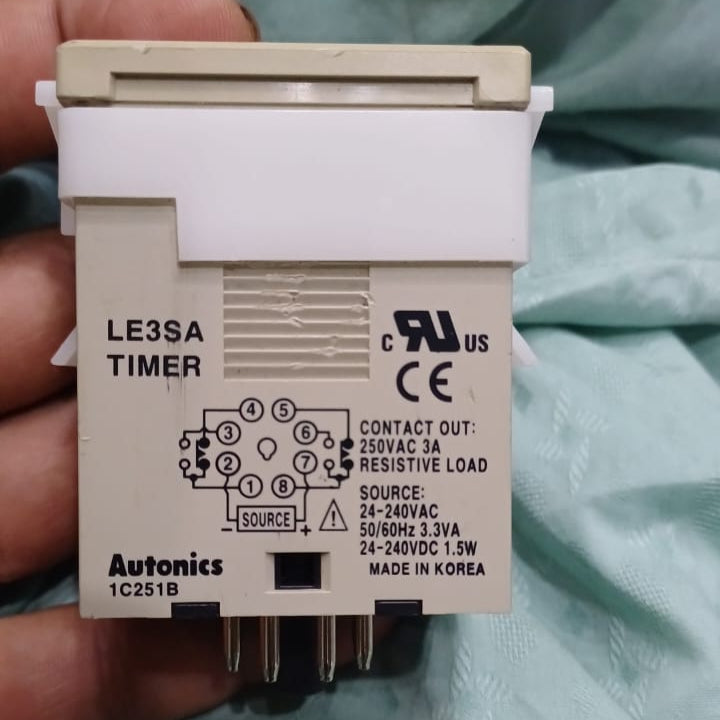 LE3SA
TIMER
C RU US
CE
4 5
3 6
2 7
1 8
- SOURCE +
!
CONTACT OUT:
250VAC 3A
RESISTIVE LOAD
SOURCE:
24-240VAC
50/60Hz 3.3VA
24-240VDC 1.5W
MADE IN KOREA
Autonics
1C251B